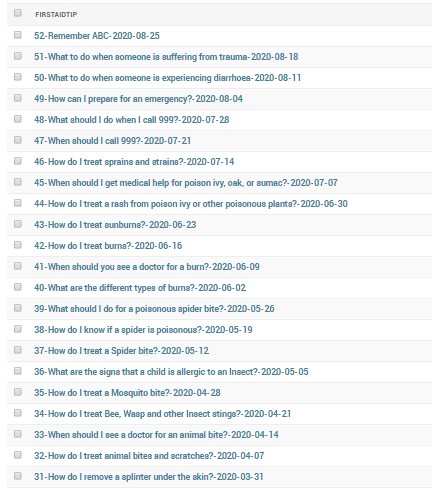 FIRSTAIDTIP
52-Remember ABC-2020-08-25
51-What to do when someone is suffering from trauma-2020-08-18
50-What to do when someone is experiencing diarrhoea-2020-08-11
49-How can I prepare for an emergency?-2020-08-04
48-What should I do when I call 999?-2020-07-28
47-When should I call 999?-2020-07-21
46-How do I treat sprains and strains?-2020-07-14
45-When should I get medical help for poison ivy, oak, or sumac?-2020-07-07
44-How do I treat a rash from poison ivy or other poisonous plants?-2020-06-30
43-How do I treat sunburns?-2020-06-23
42-How do I treat burns?-2020-06-16
41-When should you see a doctor for a burn?-2020-06-09
40-What are the different types of burns?-2020-06-02
39-What should I do for a poisonous spider bite?-2020-05-26
38-How do I know if a spider is poisonous?-2020-05-19
37-How do I treat a Spider bite?-2020-05-12
36-What are the signs that a child is allergic to an Insect?-2020-05-05
35-How do I treat a Mosquito bite?-2020-04-28
34-How do I treat Bee, Wasp and other Insect stings?-2020-04-21
33-When should I see a doctor for an animal bite?-2020-04-14
32-How do I treat animal bites and scratches?-2020-04-07
31-How do I remove a splinter under the skin?-2020-03-31